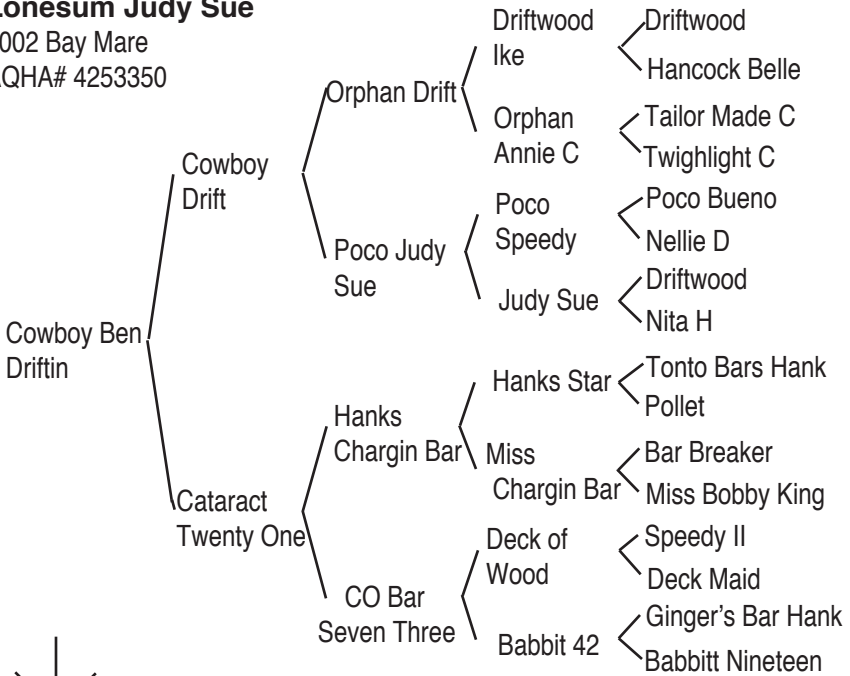 onesum Judy Sue
002 Bay Mare
QHA# 4253350
Cowboy Ben
Driftin
Cowboy
Drift
Cataract
Twenty One
Orphan Drift
Poco Judy
Sue
Hanks
Chargin Bar
CO Bar
Seven Three
Driftwood
Ike
Orphan
Annie C
Poco
Speedy
Judy Sue
Hanks Star
Miss
Chargin Bar
Deck of
Wood
Babbit 42
Driftwood
Hancock Belle
Tailor Made C
Twighlight C
Poco Bueno
Nellie D
Driftwood
Nita H
Tonto Bars Hank
Pollet
Bar Breaker
Miss Bobby King
Speedy II
Deck Maid
Ginger's Bar Hank
Babbitt Nineteen